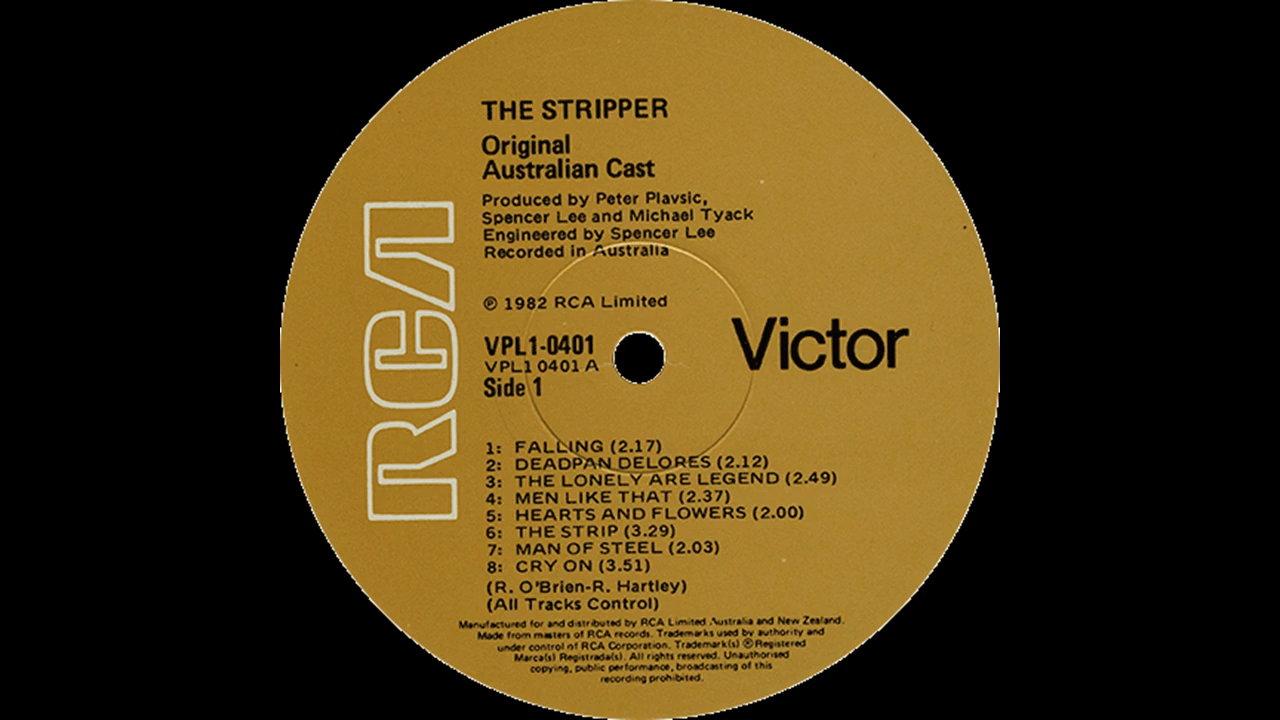 THE STRIPPER
Original
Australian Cast
Produced by Peter Plavsic,
Spencer Lee and Michael Tyack
Engineered by Spencer Lee
Recorded in Australia
℗ 1982 RCA Limited
RCA
Victor
VPL1-0401
VPL1 0401 A
Side 1
1: FALLING (2.17)
2: DEADPAN DELORES (2.12)
3: THE LONELY ARE LEGEND (2.49)
4: MEN LIKE THAT (2.37)
5: HEARTS AND FLOWERS (2.00)
6: THE STRIP (3.29)
7: MAN OF STEEL (2.03)
8: CRY ON (3.51)
(R. O'Brien-R. Hartley)
(All Tracks Control)
Manufactured for and distributed by RCA Limited Australia and New Zealand.
Made from masters of RCA records. Trademarks used by authority and
under control of RCA Corporation. Trademark(s) ® Registered
Marca(s) Registrada(s). All rights reserved. Unauthorised
copying, public performance, broadcasting of this
recording prohibited.